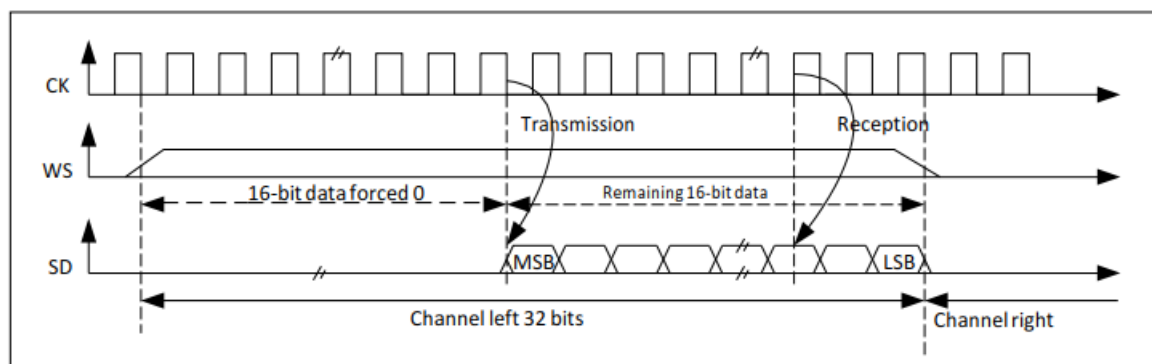 CK
Transmission
Reception
WS
16-bit data forced 0
Remaining 16-bit data
SD
MSB
LSB
Channel left 32 bits
Channel right